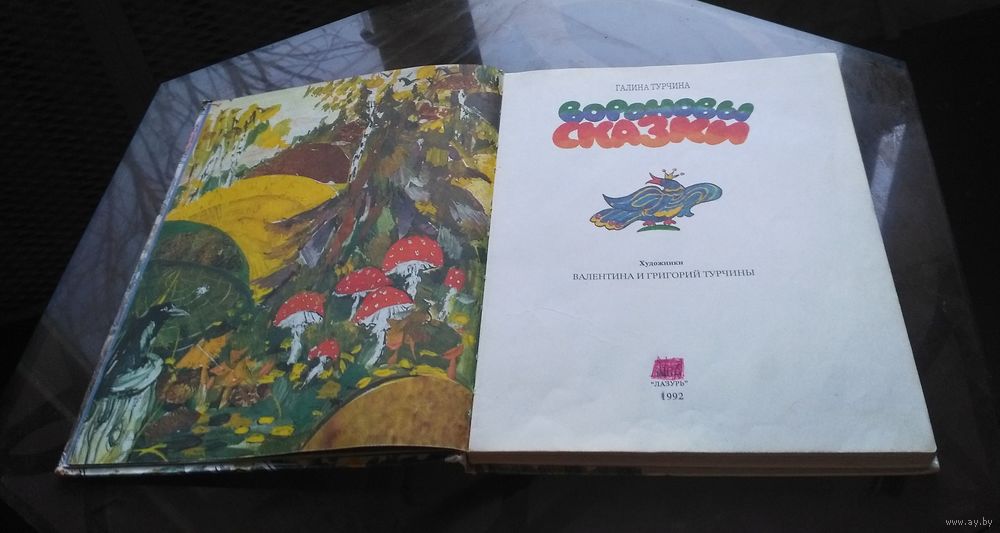 ГАЛИНА ТУРЧИНА
ВОРОНОВЫ
СКАЗКИ
Художники
ВАЛЕНТИНА И ГРИГОРИЙ ТУРЧИНЫ
"ЛАЗУРЬ"
1992
www.ay.by